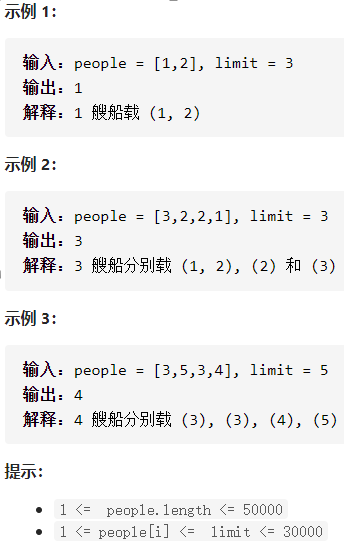 示例 1：
输入：people = [1,2], limit = 3
输出：1
解释：1 艘船载 (1, 2)
示例 2：
输入：people = [3,2,2,1], limit = 3
输出：3
解释：3 艘船分别载 (1, 2), (2) 和 (3)
示例 3：
输入：people = [3,5,3,4], limit = 5
输出：4
解释：4 艘船分别载 (3), (3), (4), (5)
提示：
1 <= people.length <= 50000
1 <= people[i] <= limit <= 30000